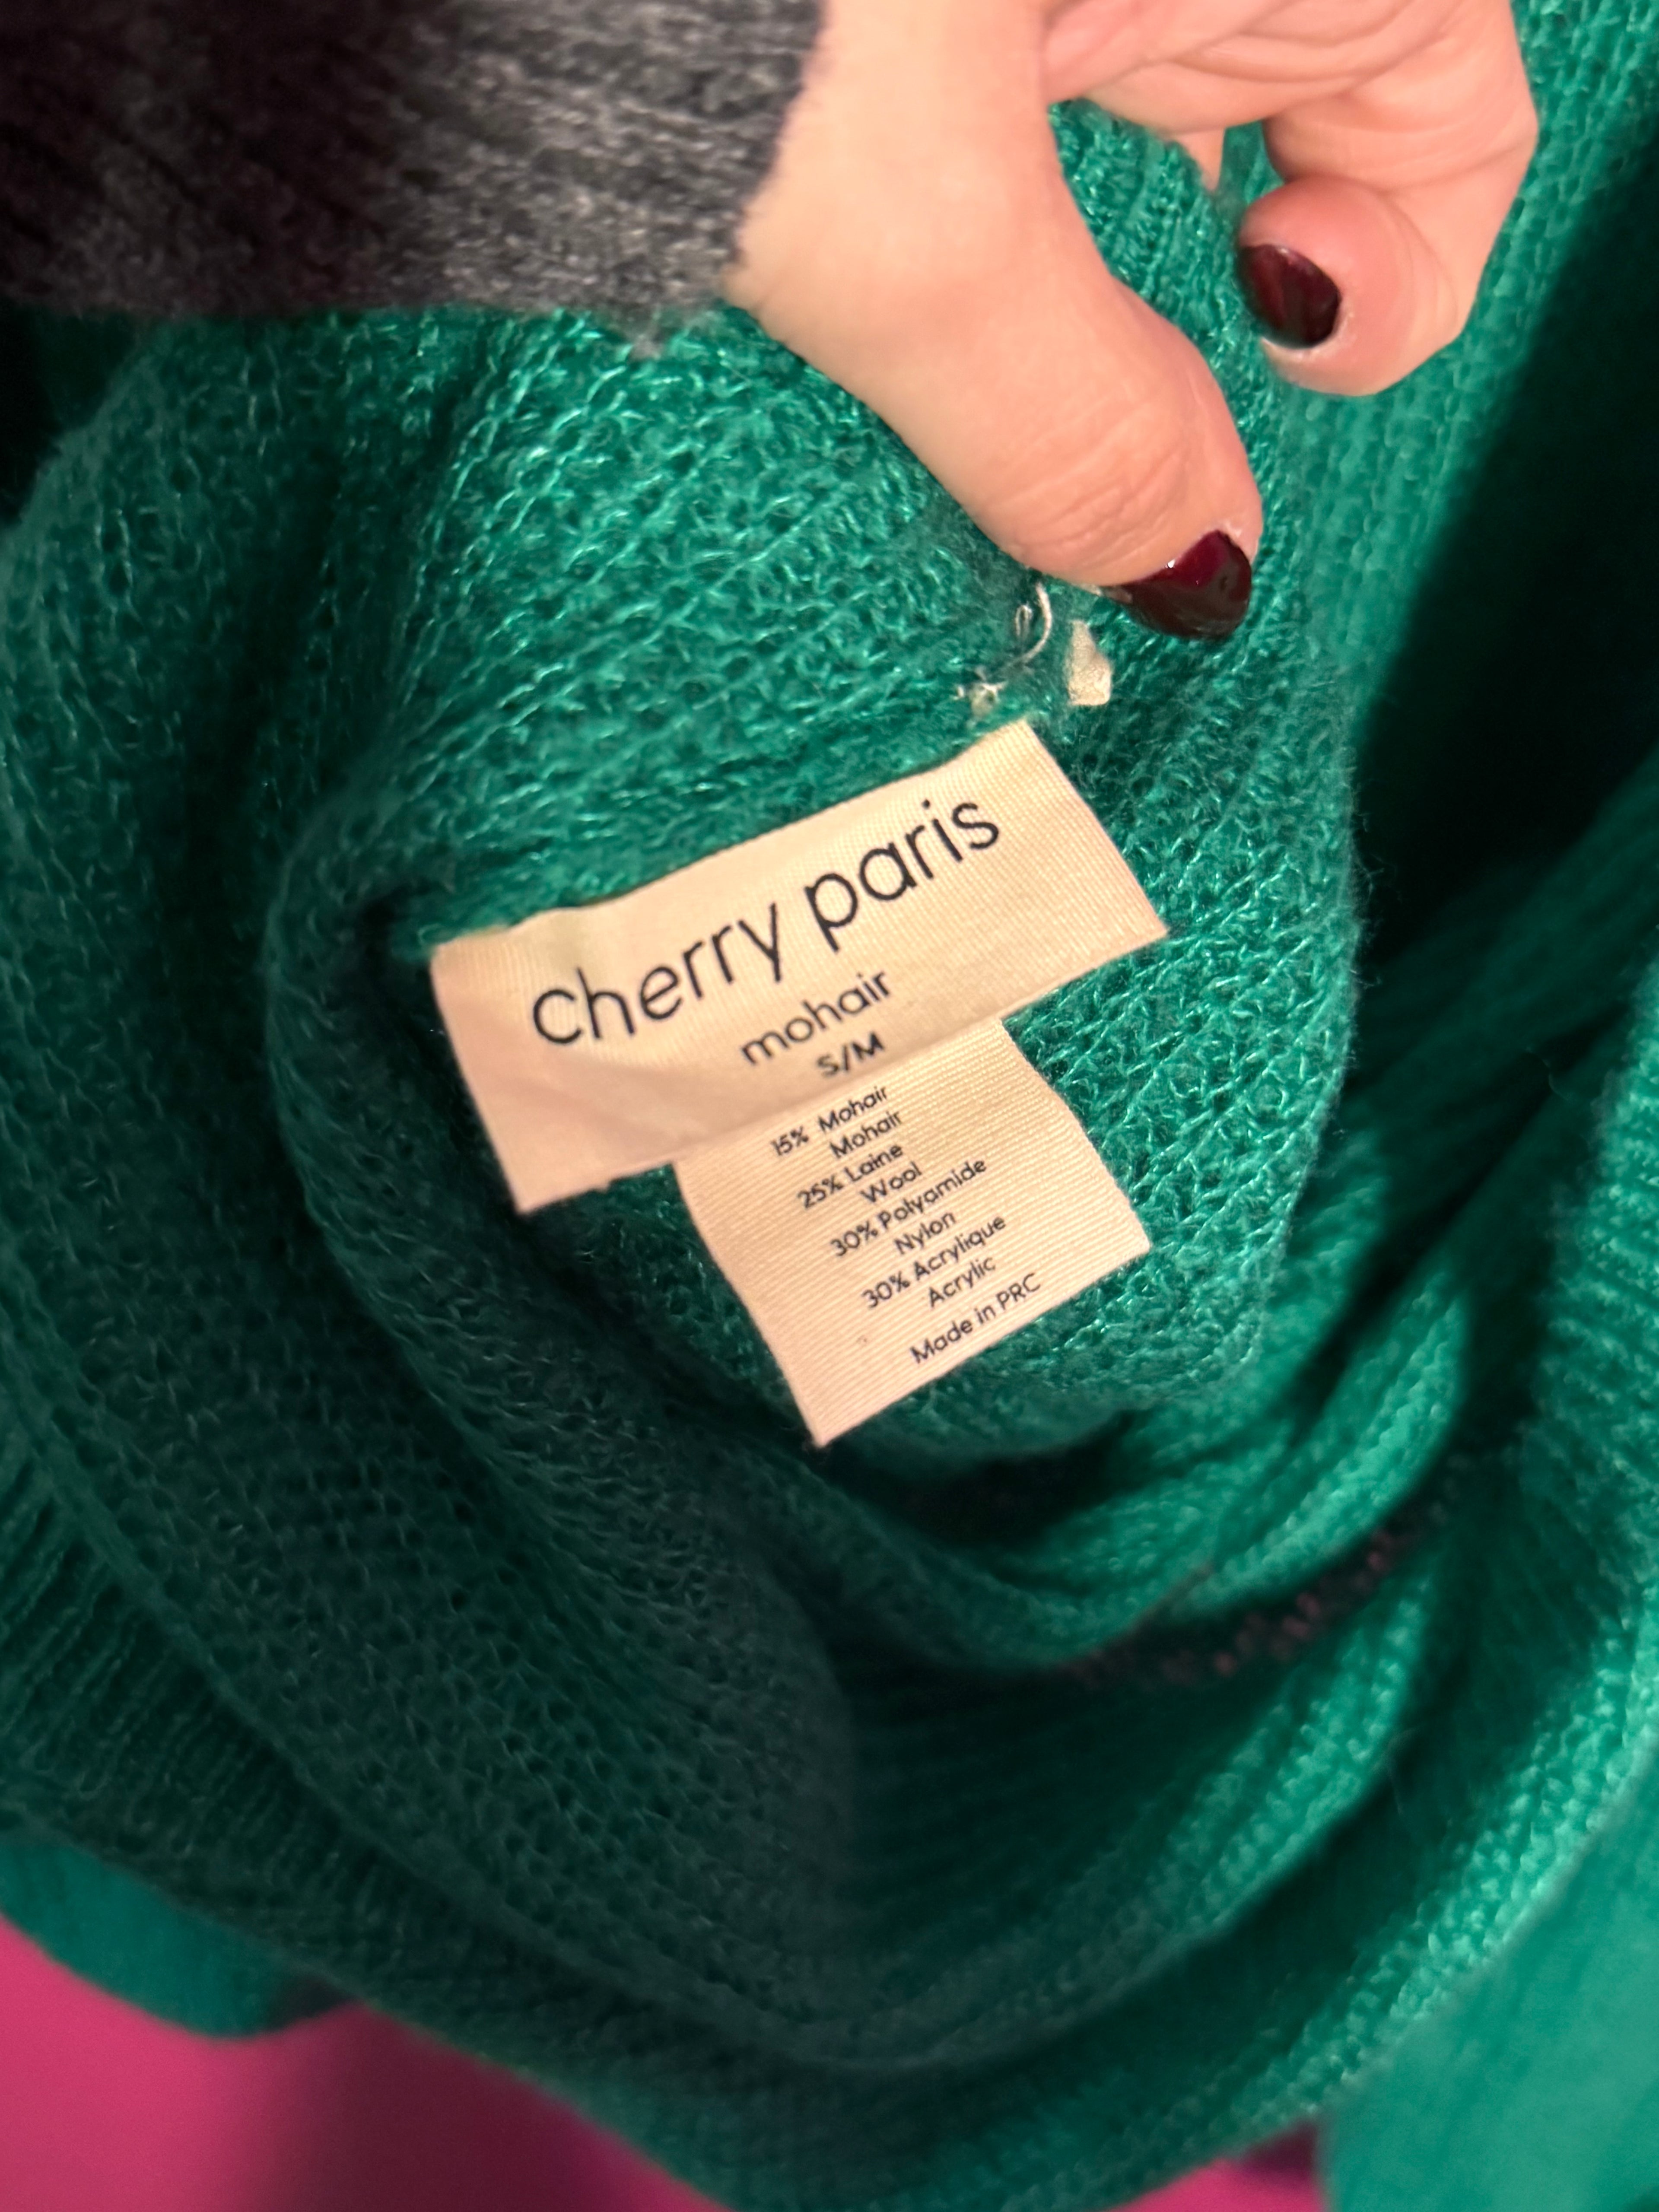 cherry paris
mohair
S/M
15% Mohair
Mohair
25% Laine
Wool
30% Polyamide
Nylon
30% Acrylique
Acrylic
Made in PRC